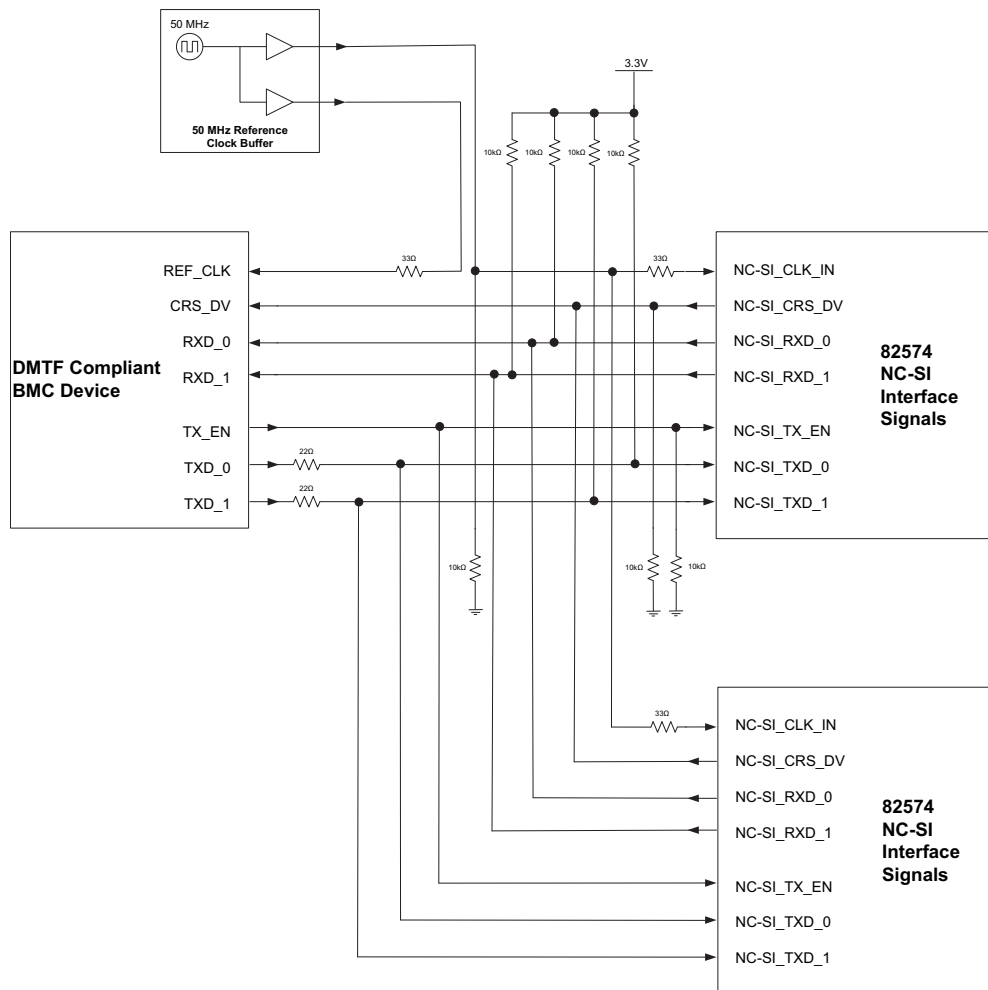 50 MHz
50 MHz Reference
Clock Buffer
3.3V
10kΩ
10kΩ
10kΩ
10kΩ
DMTF Compliant
BMC Device
REF_CLK
CRS_DV
RXD_0
RXD_1
TX_EN
TXD_0
TXD_1
33Ω
33Ω
22Ω
22Ω
NC-SI_CLK_IN
NC-SI_CRS_DV
NC-SI_RXD_0
NC-SI_RXD_1
NC-SI_TX_EN
NC-SI_TXD_0
NC-SI_TXD_1
82574
NC-SI
Interface
Signals
10kΩ
10kΩ
10kΩ
33Ω
NC-SI_CLK_IN
NC-SI_CRS_DV
NC-SI_RXD_0
NC-SI_RXD_1
NC-SI_TX_EN
NC-SI_TXD_0
NC-SI_TXD_1
82574
NC-SI
Interface
Signals